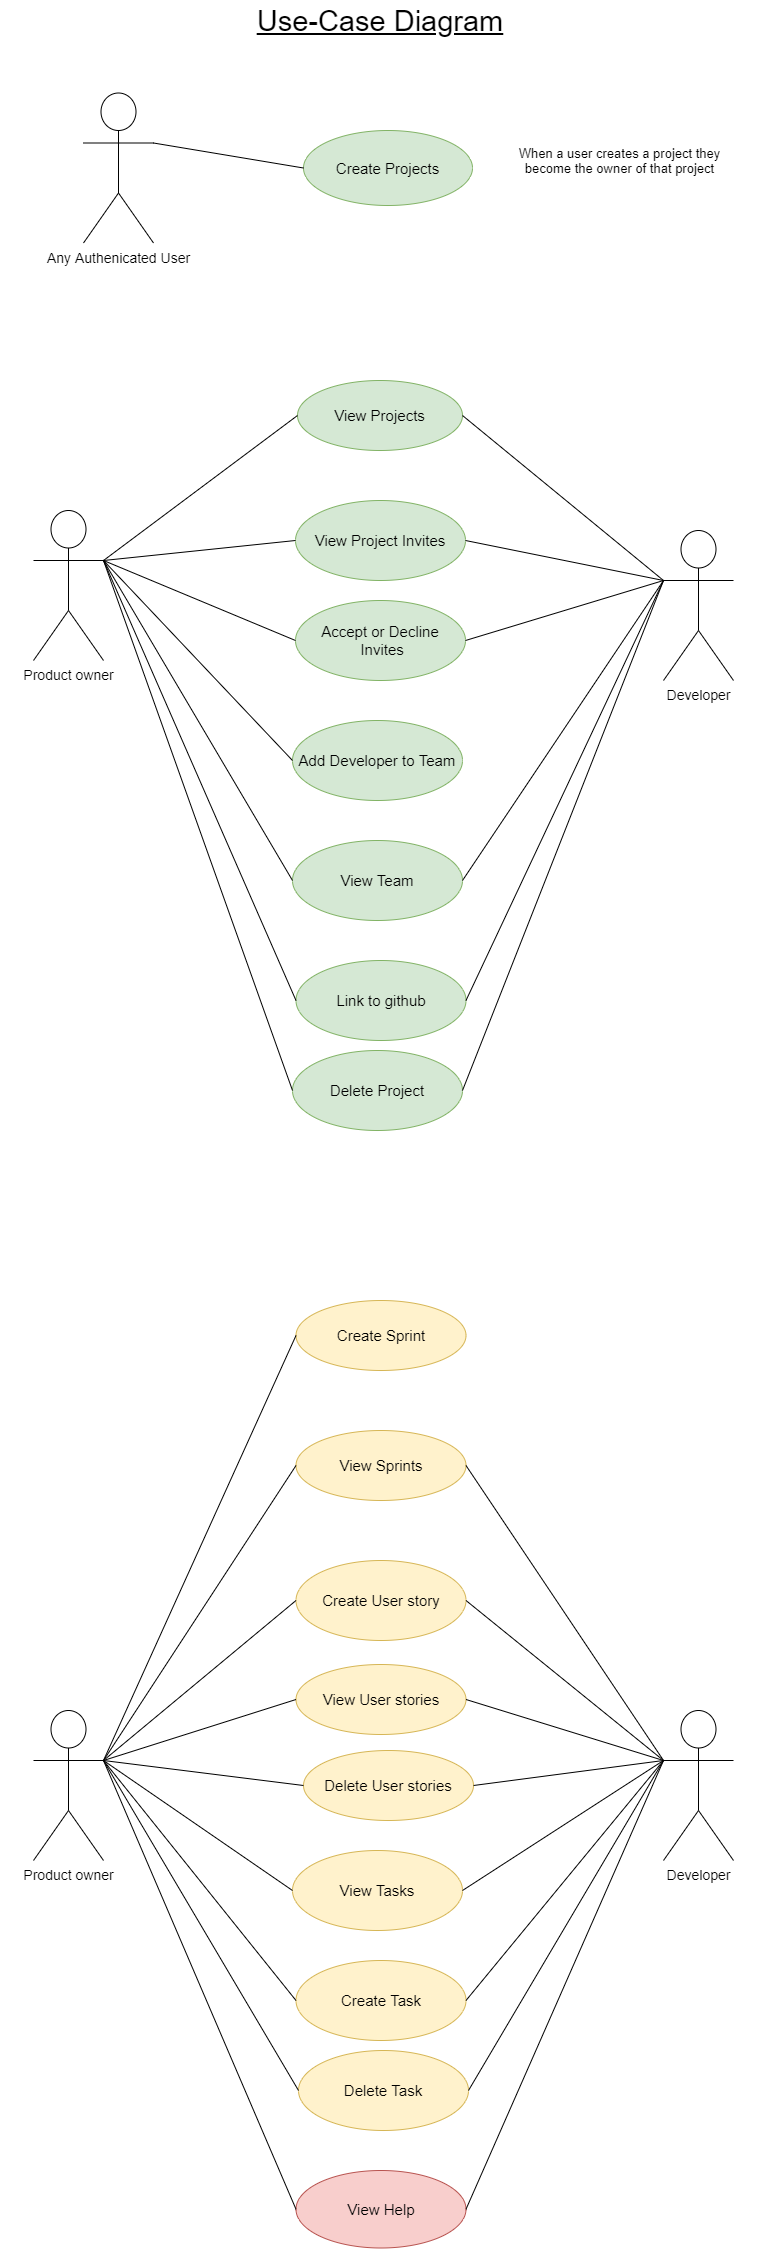 Use-Case Diagram
Create Projects
When a user creates a project they
become the owner of that project
Any Authenicated User
View Projects
View Project Invites
Accept or Decline
Invites
Product owner
Developer
Add Developer to Team
View Team
Link to github
Delete Project
Create Sprint
View Sprints
Create User story
View User stories
Delete User stories
Product owner
Developer
View Tasks
Create Task
Delete Task
View Help